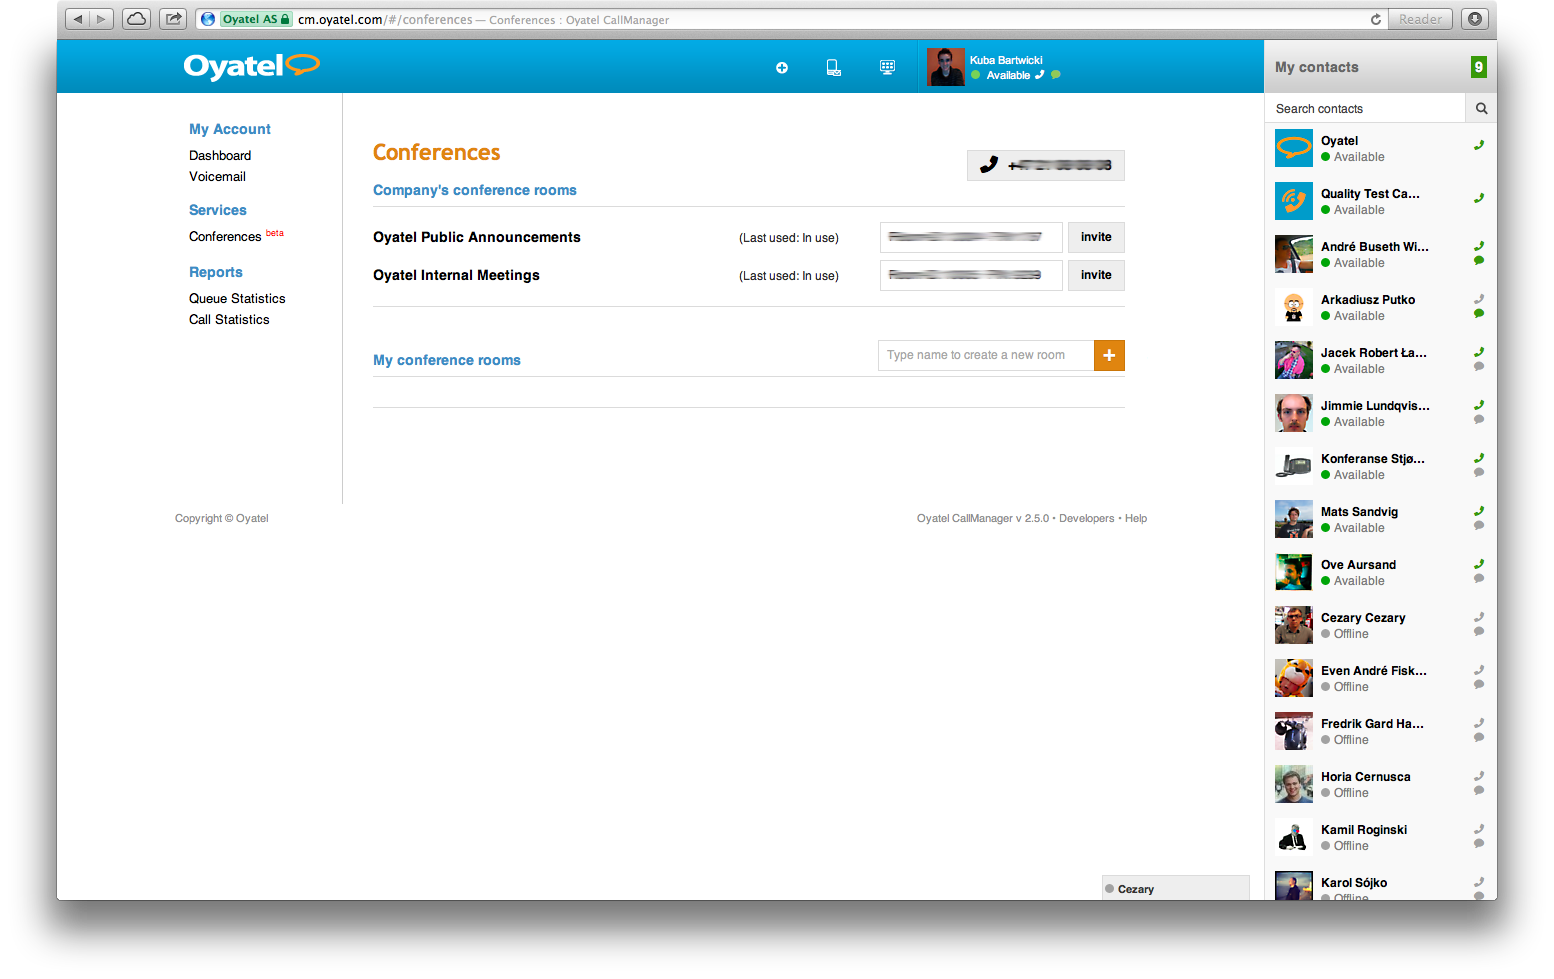 Oyatel AS
cm.oyatel.com/#/conferences — Conferences : Oyatel CallManager
Reader
Oyatel
Kuba Bartwicki
Available
My contacts
9
Search contacts
My Account
Dashboard
Voicemail
Services
Conferences beta
Reports
Queue Statistics
Call Statistics
Conferences
Company's conference rooms
Oyatel Public Announcements (Last used: In use) invite
Oyatel Internal Meetings (Last used: In use) invite
My conference rooms
Type name to create a new room
+
Copyright © Oyatel
Oyatel CallManager v 2.5.0 • Developers • Help
Oyatel
Available
Quality Test Ca...
Available
André Buseth Wi...
Available
Arkadiusz Putko
Available
Jacek Robert Ła...
Available
Jimmie Lundqvis...
Available
Konferanse Stjø...
Available
Mats Sandvig
Available
Ove Aursand
Available
Cezary Cezary
Offline
Even André Fisk...
Offline
Fredrik Gard Ha...
Offline
Horia Cernusca
Offline
Kamil Roginski
Offline
Karol Sójko
Offline
Cezary